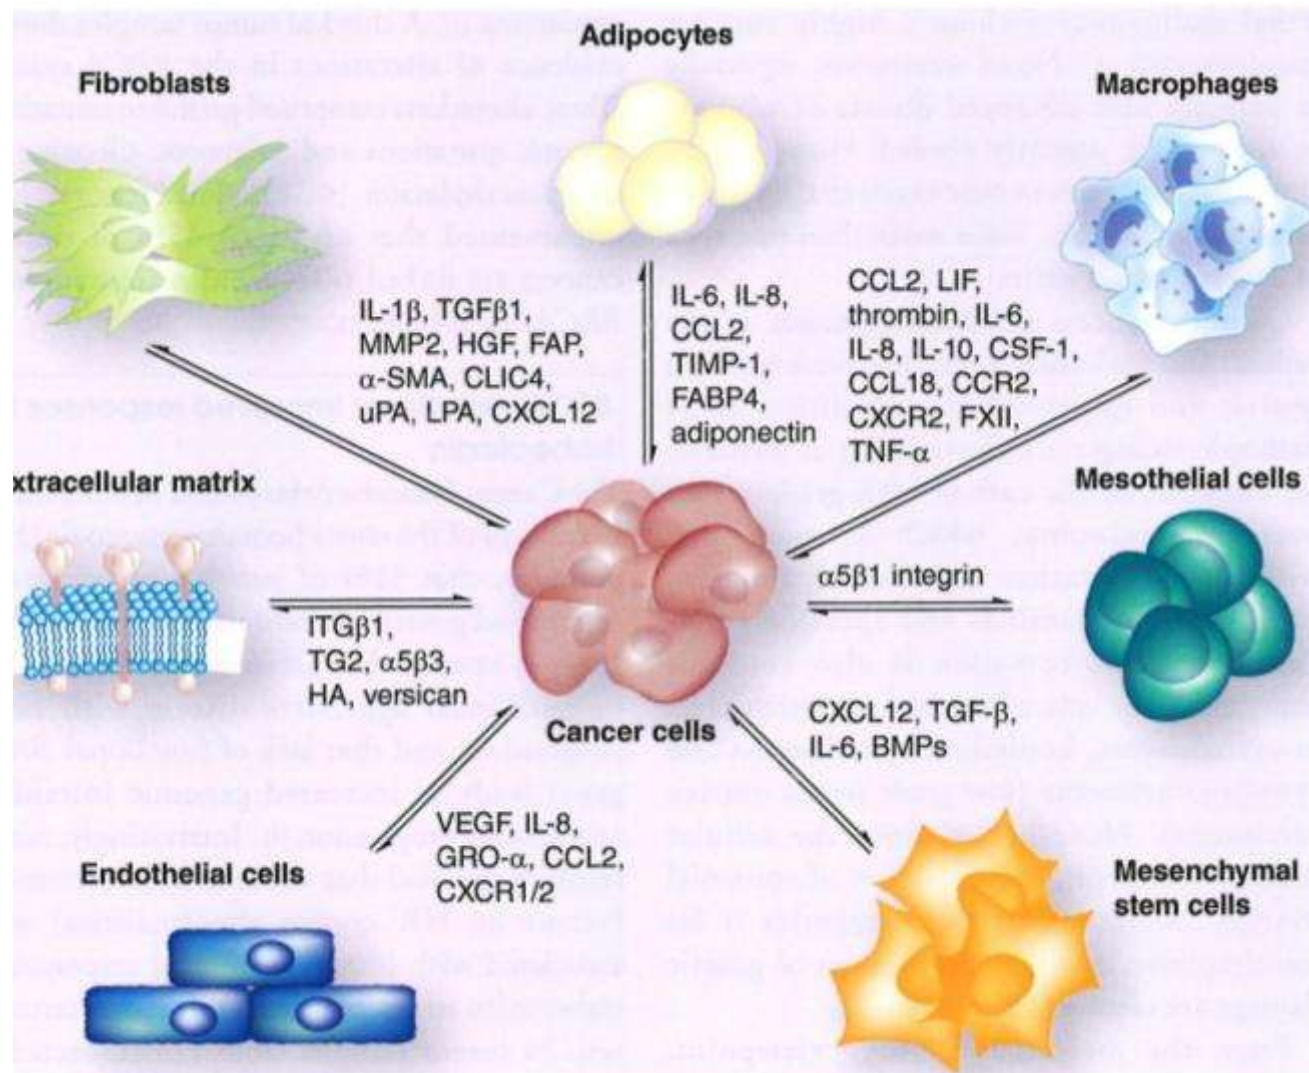 Adipocytes
Fibroblasts
Macrophages
IL-1β, TGFβ1,
MMP2, HGF, FAP,
α-SMA, CLIC4,
uPA, LPA, CXCL12
IL-6, IL-8,
CCL2,
TIMP-1,
FABP4,
adiponectin
CCL2, LIF,
thrombin, IL-6,
IL-8, IL-10, CSF-1,
CCL18, CCR2,
CXCR2, FXII,
TNF-α
xtracellular matrix
Mesothelial cells
α5β1 integrin
ITGβ1,
TG2, α5β3,
HA, versican
Cancer cells
CXCL12, TGF-β,
IL-6, BMPs
VEGF, IL-8,
GRO-α, CCL2,
CXCR1/2
Endothelial cells
Mesenchymal
stem cells